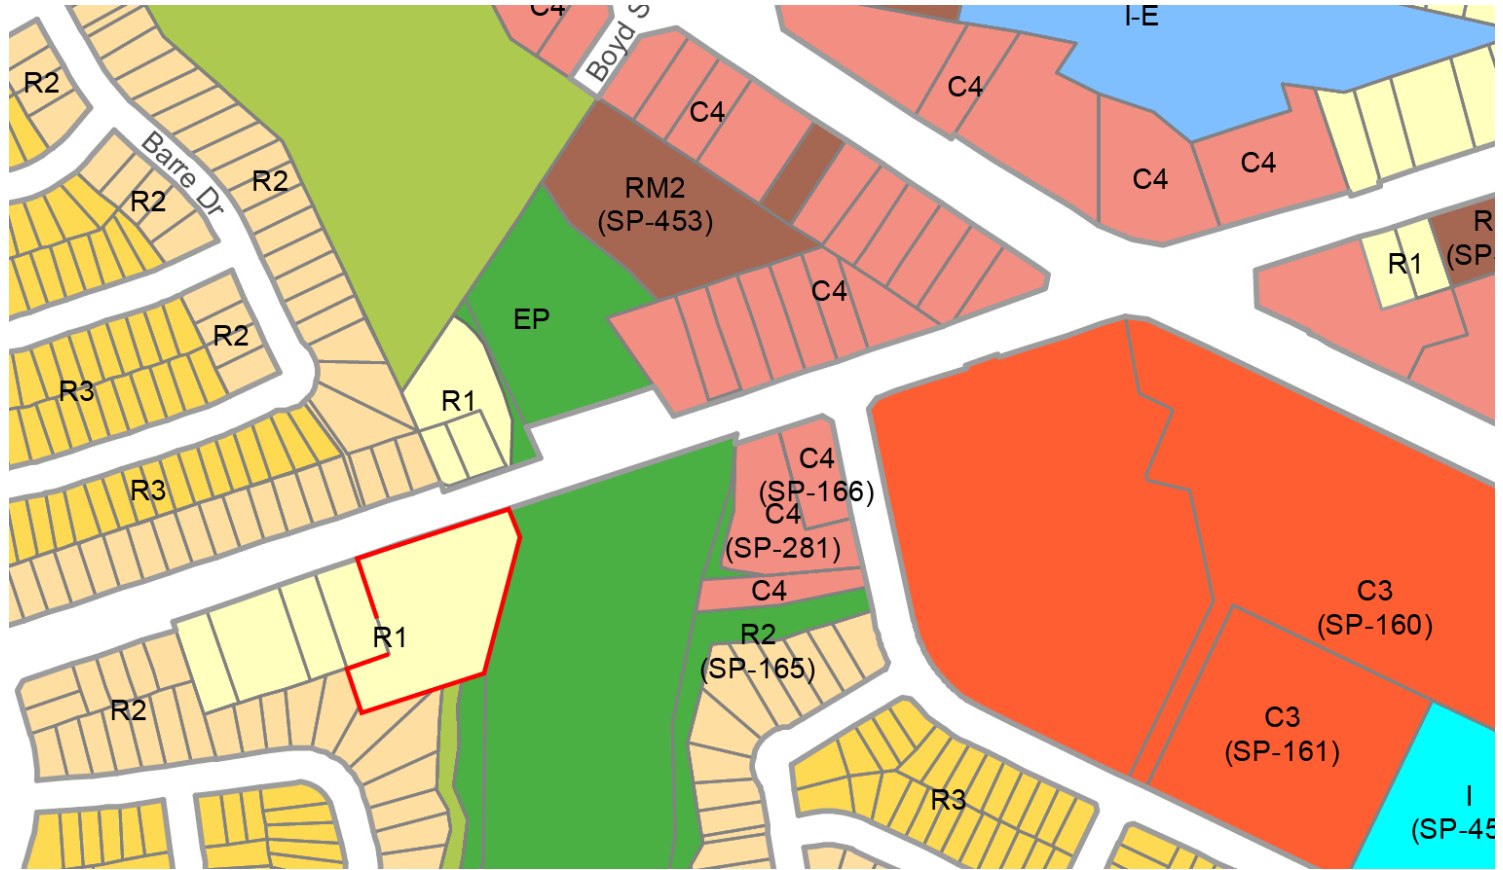 C4
I-E
Boyd S
R2
C4
C4
Barre Dr
R2
R2
RM2
(SP-453)
C4
C4
R
(SP-
R1
C4
EP
R2
R3
R1
R3
C4
(SP-166)
C4
(SP-281)
C4
C3
(SP-160)
R1
R2
(SP-165)
R2
C3
(SP-161)
R3
I
(SP-45